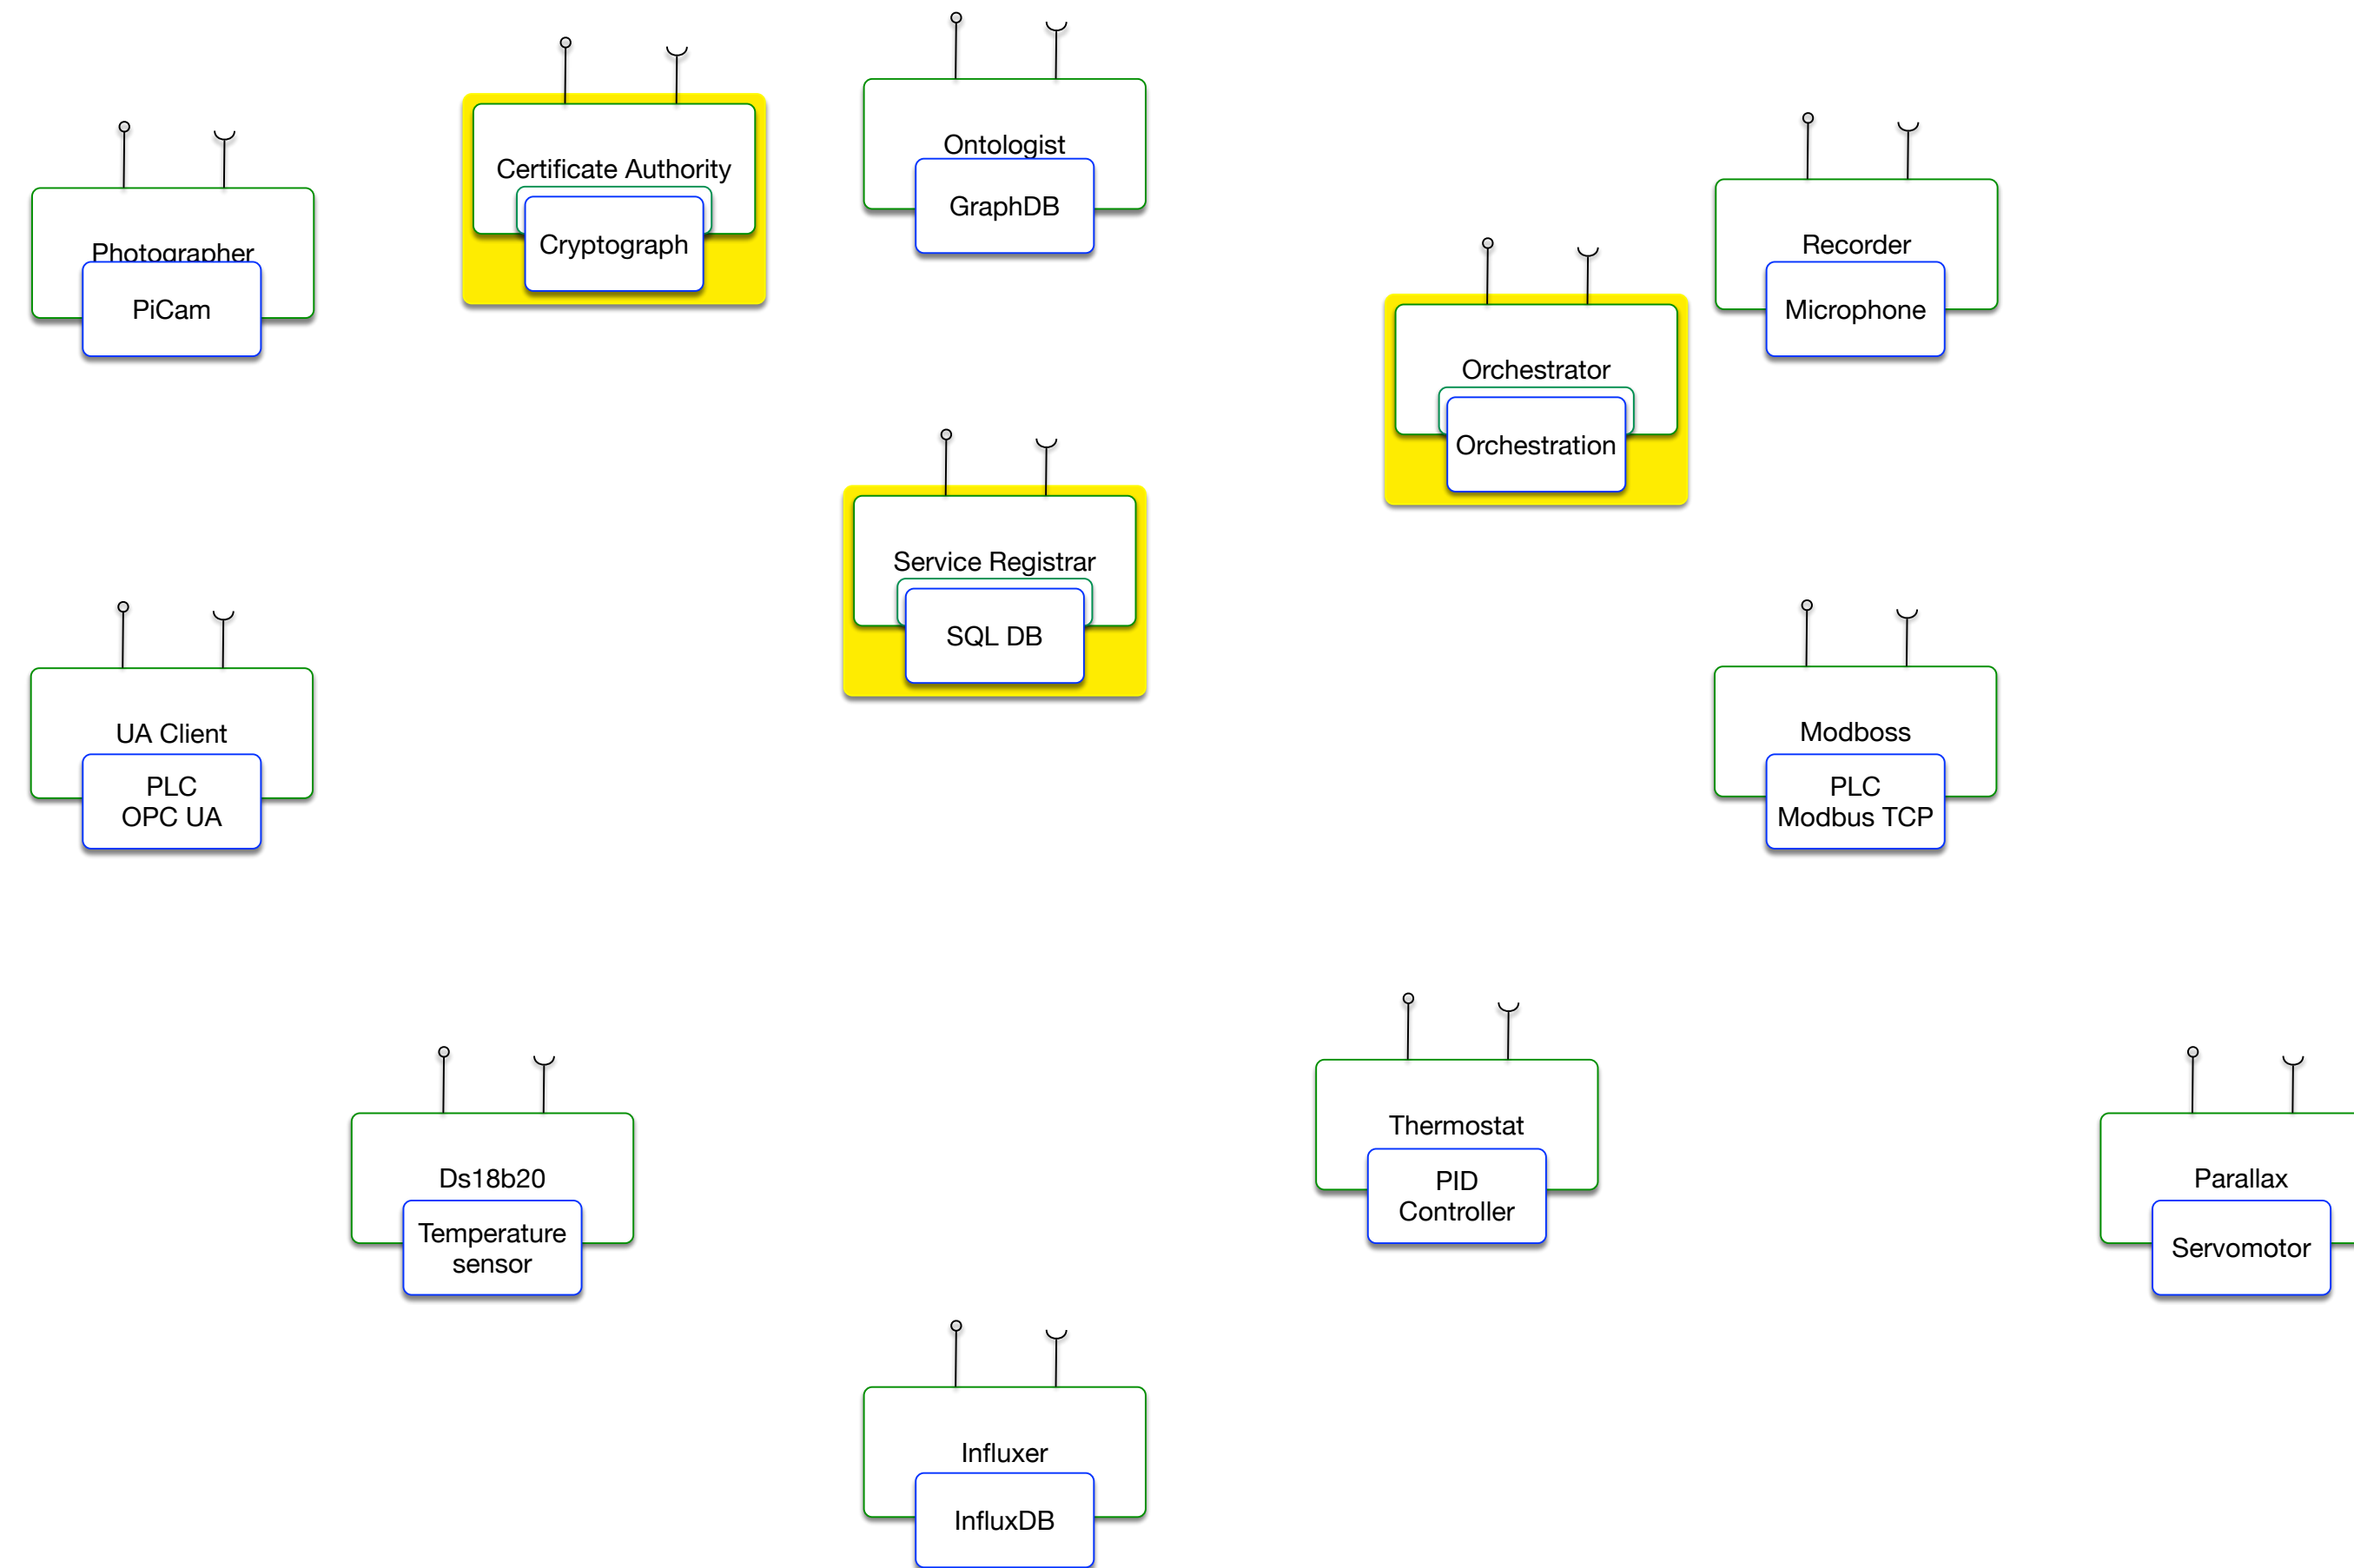 Ontologist
GraphDB
Certificate Authority
Cryptograph
Photographer
PiCam
Recorder
Microphone
Orchestrator
Orchestration
Service Registrar
SQL DB
UA Client
PLC
OPC UA
Modboss
PLC
Modbus TCP
Thermostat
PID
Controller
Ds18b20
Temperature
sensor
Parallax
Servomotor
Influxer
InfluxDB